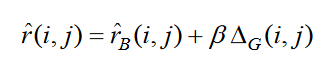 r̂(i, j) = r̂_B(i, j) + β Δ_G(i, j)